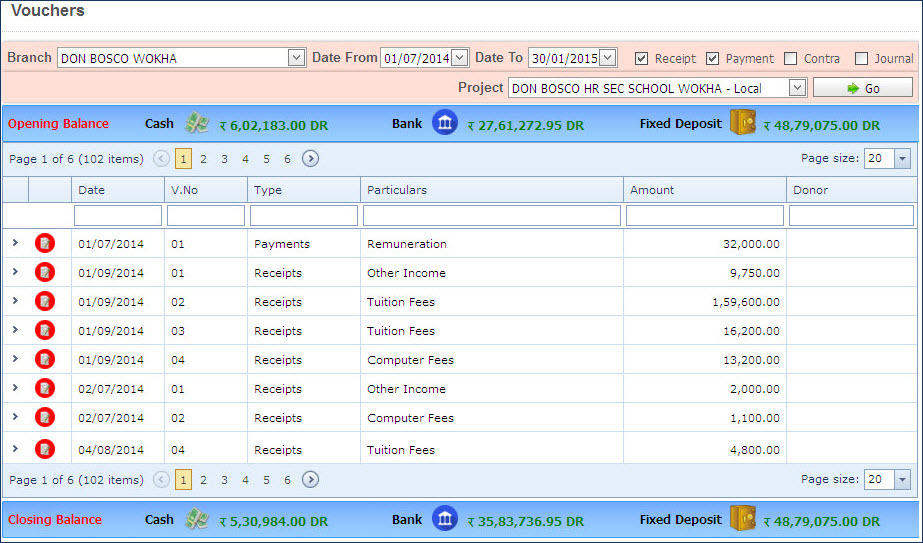 Vouchers
Branch DON BOSCO WOKHA Date From 01/07/2014 Date To 30/01/2015 Receipt Payment Contra Journal
Project DON BOSCO HR SEC SCHOOL WOKHA - Local Go
Opening Balance Cash ₹ 6,02,183.00 DR Bank ₹ 27,61,272.95 DR Fixed Deposit ₹ 48,79,075.00 DR
Page 1 of 6 (102 items) 1 2 3 4 5 6 Page size: 20
Date V.No Type Particulars Amount Donor
01/07/2014 01 Payments Remuneration 32,000.00
01/09/2014 01 Receipts Other Income 9,750.00
01/09/2014 02 Receipts Tuition Fees 1,59,600.00
01/09/2014 03 Receipts Tuition Fees 16,200.00
01/09/2014 04 Receipts Computer Fees 13,200.00
02/07/2014 01 Receipts Other Income 2,000.00
02/07/2014 02 Receipts Computer Fees 1,100.00
04/08/2014 04 Receipts Tuition Fees 4,800.00
Page 1 of 6 (102 items) 1 2 3 4 5 6 Page size: 20
Closing Balance Cash ₹ 5,30,984.00 DR Bank ₹ 35,83,736.95 DR Fixed Deposit ₹ 48,79,075.00 DR